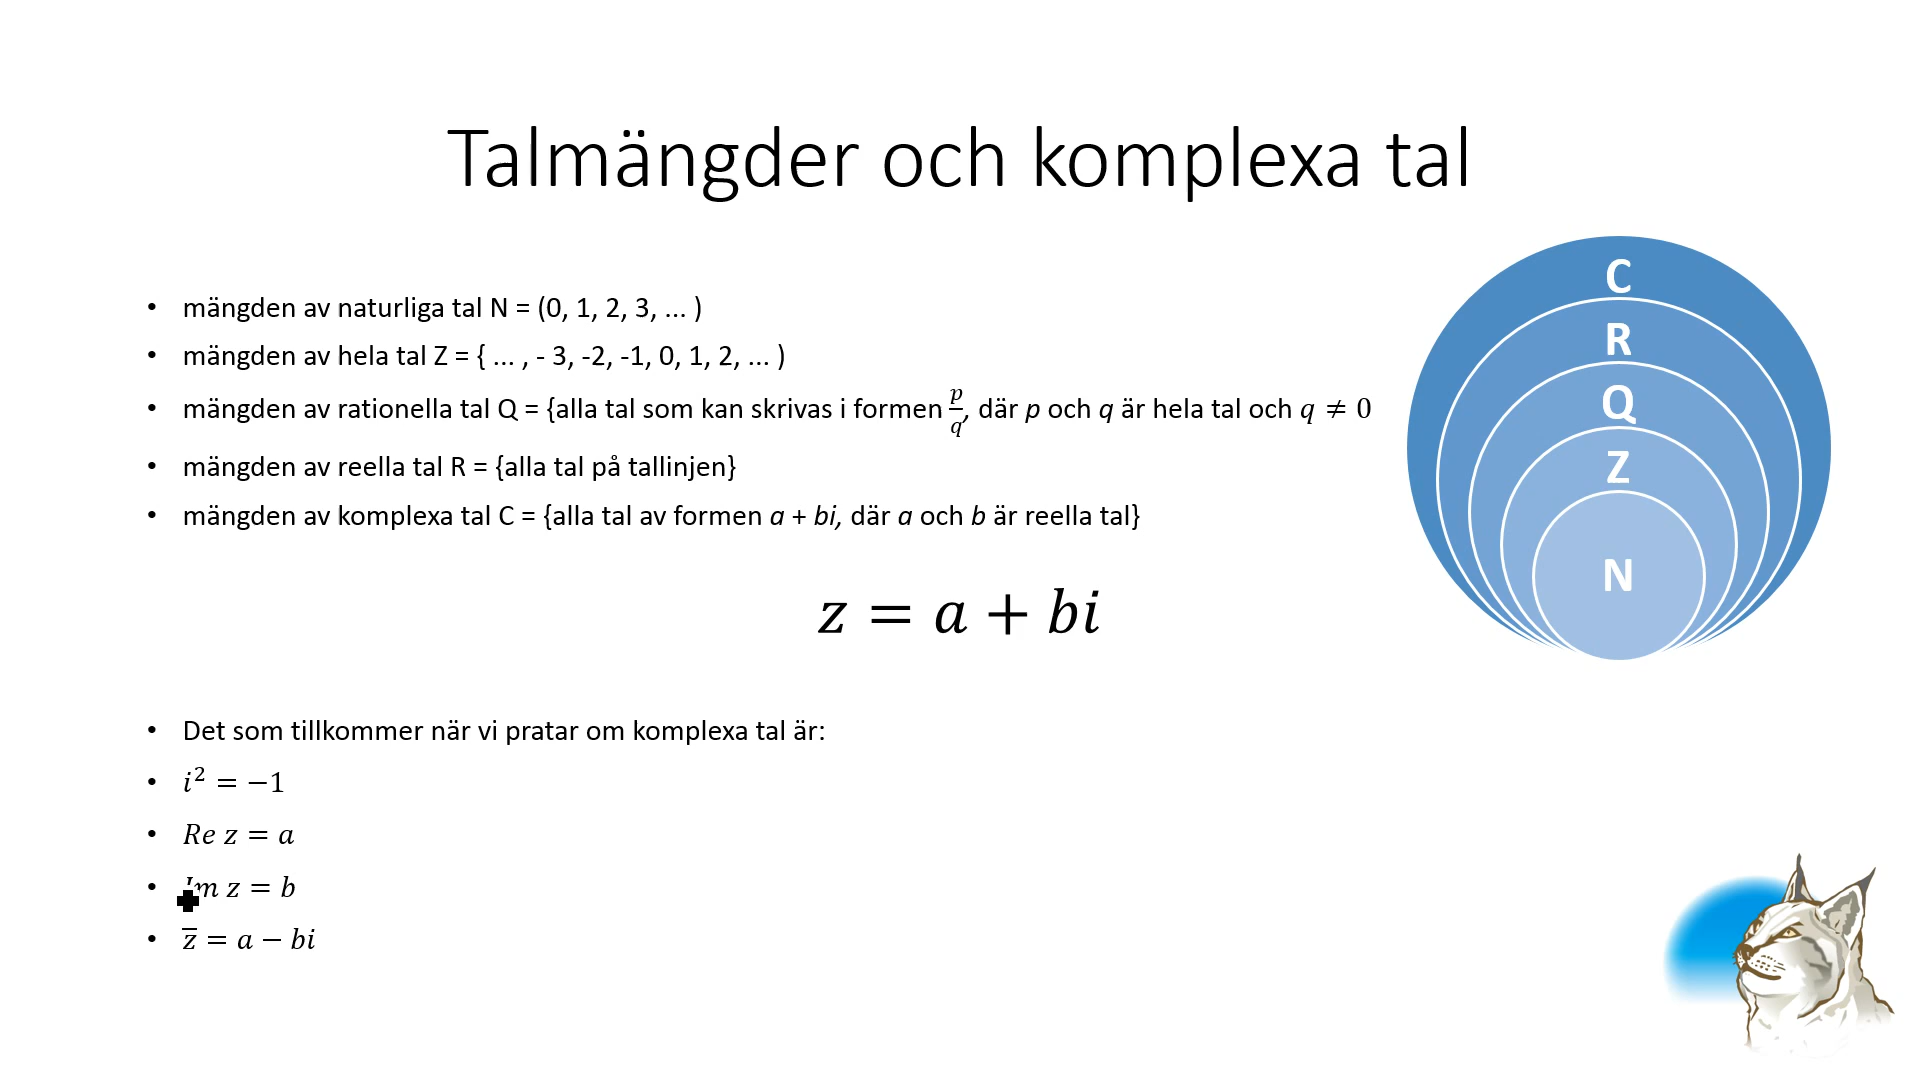 Talmängder och komplexa tal
• mängden av naturliga tal N = (0, 1, 2, 3, ... )
• mängden av hela tal Z = { ... , - 3, -2, -1, 0, 1, 2, ... )
• mängden av rationella tal Q = {alla tal som kan skrivas i formen p/q, där p och q är hela tal och q ≠ 0
• mängden av reella tal R = {alla tal på tallinjen}
• mängden av komplexa tal C = {alla tal av formen a + bi, där a och b är reella tal}
z = a + bi
• Det som tillkommer när vi pratar om komplexa tal är:
• i² = −1
• Re z = a
• Im z = b
• z̅ = a − bi
C
R
Q
Z
N